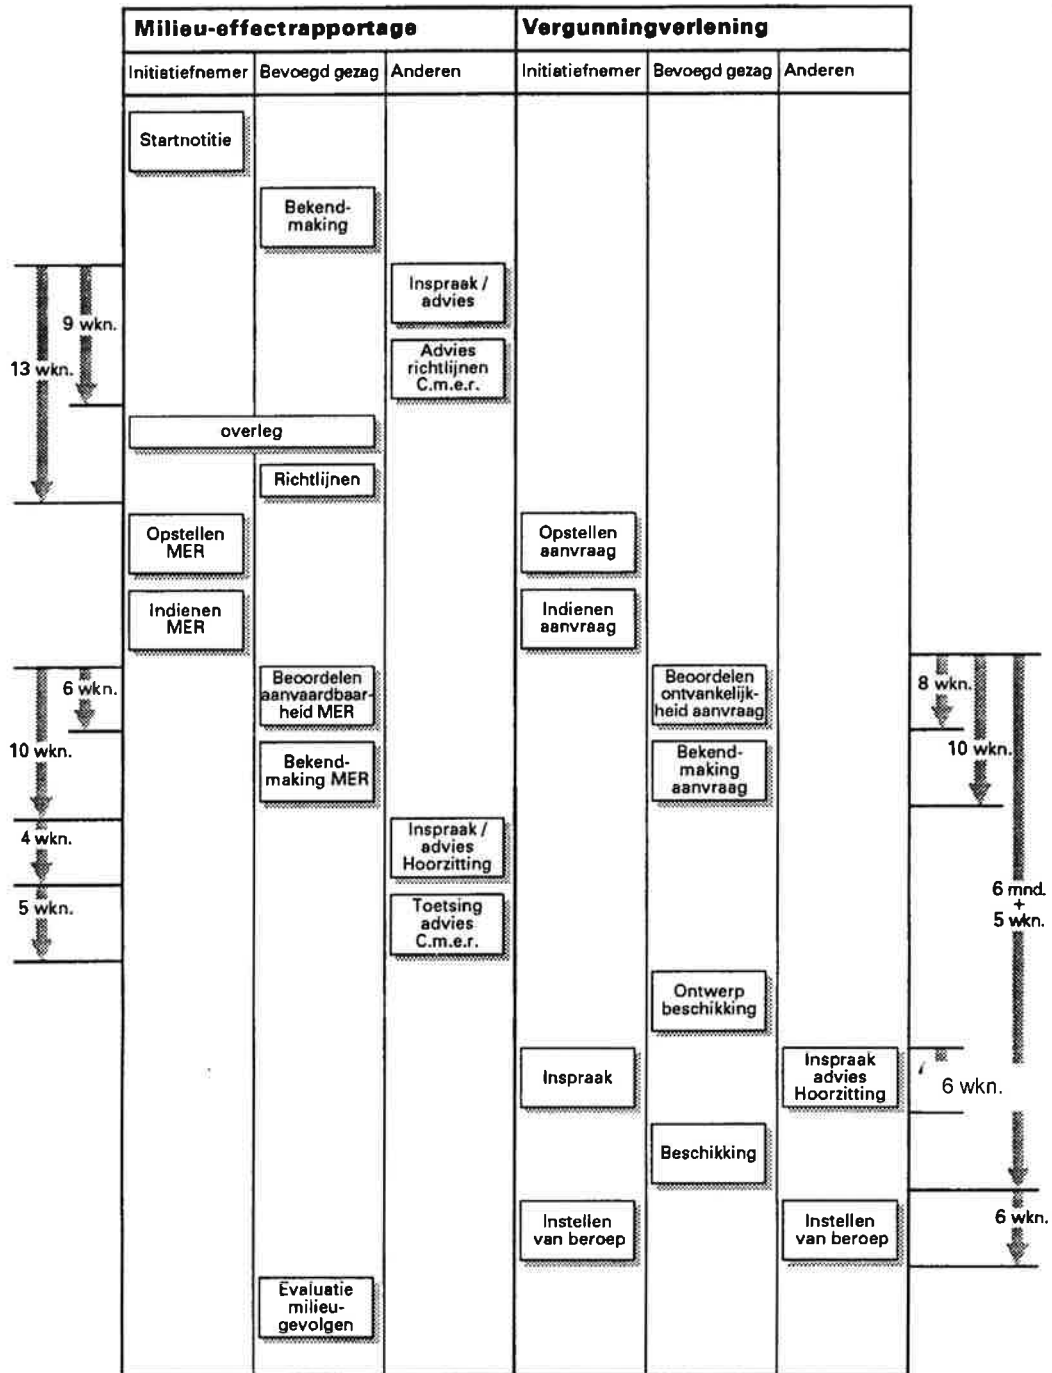 Milieu-effectrapportage
Vergunningverlening
Initiatiefnemer
Bevoegd gezag
Anderen
Initiatiefnemer
Bevoegd gezag
Anderen
Startnotitie
Bekend-
making
Inspraak /
advies
9 wkn.
13 wkn.
Advies
richtlijnen
C.m.e.r.
overleg
Richtlijnen
Opstellen
MER
Opstellen
aanvraag
Indienen
MER
Indienen
aanvraag
6 wkn.
Beoordelen
aanvaardbaar-
heid MER
Beoordelen
ontvankelijk-
heid aanvraag
8 wkn.
10 wkn.
Bekend-
making MER
Bekend-
making
aanvraag
10 wkn.
4 wkn.
Inspraak /
advies
Hoorzitting
5 wkn.
Toetsing
advies
C.m.e.r.
6 mnd.
+
5 wkn.
Ontwerp
beschikking
Inspraak
Inspraak
advies
Hoorzitting
6 wkn.
Beschikking
Instellen
van beroep
Instellen
van beroep
6 wkn.
Evaluatie
milieu-
gevolgen